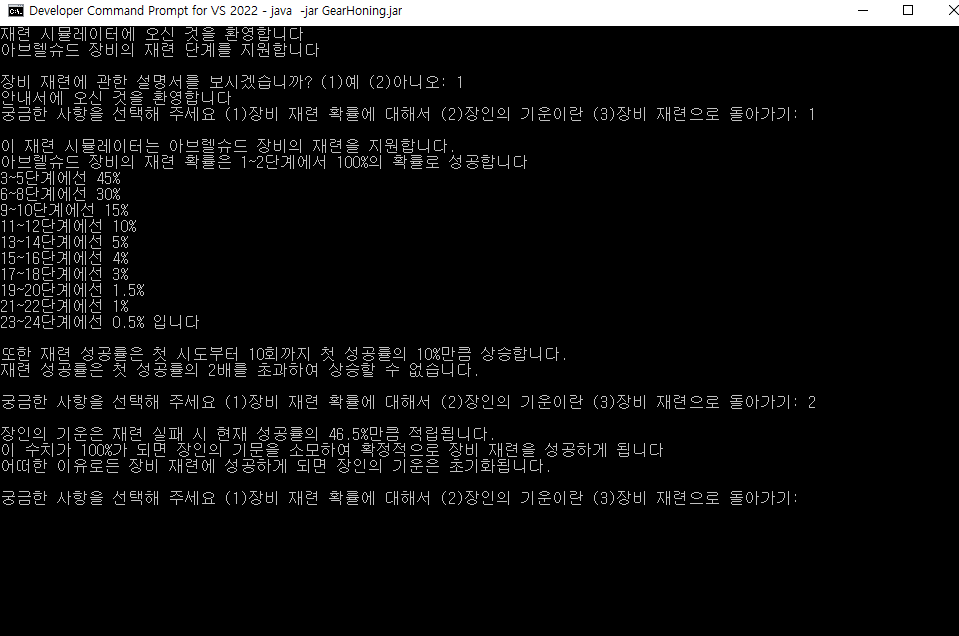 Developer Command Prompt for VS 2022 - java -jar GearHoning.jar
재련 시뮬레이터에 오신 것을 환영합니다
아브렐슈드 장비의 재련 단계를 지원합니다
장비 재련에 관한 설명서를 보시겠습니까? (1)예 (2)아니오: 1
안내서에 오신 것을 환영합니다
궁금한 사항을 선택해 주세요 (1)장비 재련 확률에 대해서 (2)장인의 기운이란 (3)장비 재련으로 돌아가기: 1
이 재련 시뮬레이터는 아브렐슈드 장비의 재련을 지원합니다.
아브렐슈드 장비의 재련 확률은 1~2단계에서 100%의 확률로 성공합니다
3~5단계에선 45%
6~8단계에선 30%
9~10단계에선 15%
11~12단계에선 10%
13~14단계에선 5%
15~16단계에선 4%
17~18단계에선 3%
19~20단계에선 1.5%
21~22단계에선 1%
23~24단계에선 0.5% 입니다
또한 재련 성공률은 첫 시도부터 10회까지 첫 성공률의 10%만큼 상승합니다.
재련 성공률은 첫 성공률의 2배를 초과하여 상승할 수 없습니다.
궁금한 사항을 선택해 주세요 (1)장비 재련 확률에 대해서 (2)장인의 기운이란 (3)장비 재련으로 돌아가기: 2
장인의 기운은 재련 실패 시 현재 성공률의 46.5%만큼 적립됩니다.
이 수치가 100%가 되면 장인의 기문을 소모하여 확정적으로 장비 재련을 성공하게 됩니다
어떠한 이유로든 장비 재련에 성공하게 되면 장인의 기운은 초기화됩니다.
궁금한 사항을 선택해 주세요 (1)장비 재련 확률에 대해서 (2)장인의 기운이란 (3)장비 재련으로 돌아가기: